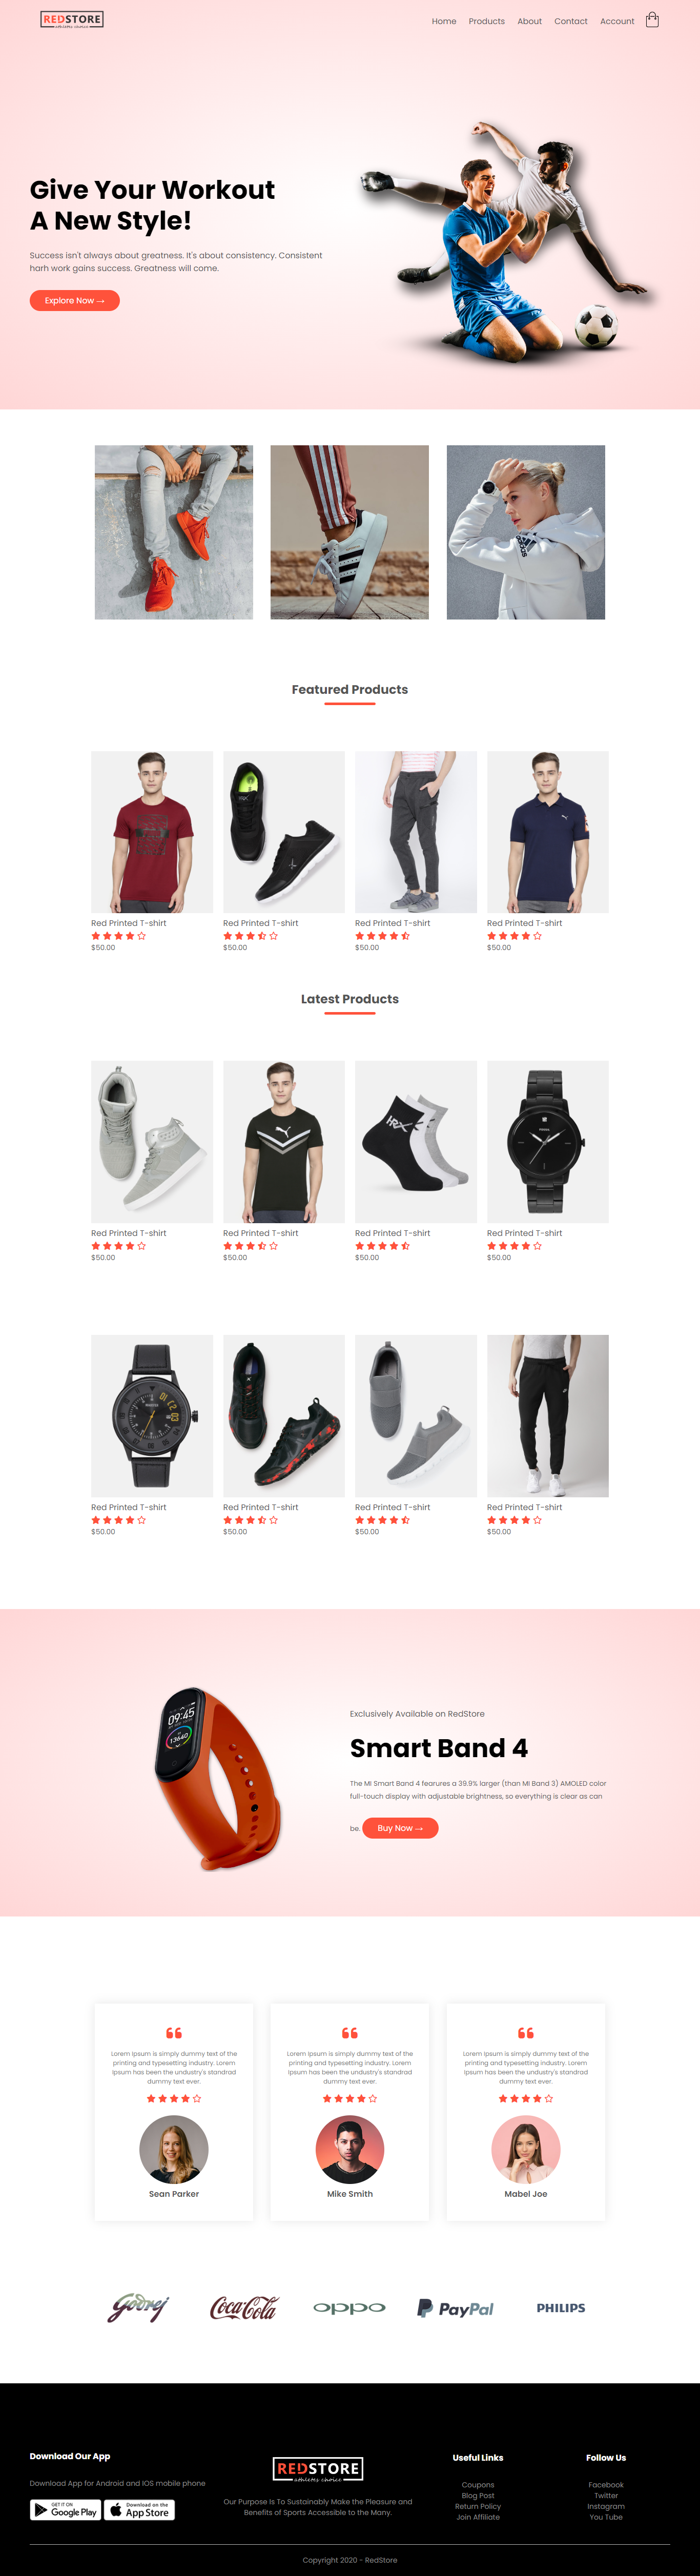 REDSTORE
athletes choice
Home Products About Contact Account
Give Your Workout
A New Style!
Success isn't always about greatness. It's about consistency. Consistent
harh work gains success. Greatness will come.
Explore Now →
adidas
Featured Products
Red Printed T-shirt Red Printed T-shirt Red Printed T-shirt Red Printed T-shirt
$50.00 $50.00 $50.00 $50.00
Latest Products
HRX
FOSSIL
Red Printed T-shirt Red Printed T-shirt Red Printed T-shirt Red Printed T-shirt
$50.00 $50.00 $50.00 $50.00
Red Printed T-shirt Red Printed T-shirt Red Printed T-shirt Red Printed T-shirt
$50.00 $50.00 $50.00 $50.00
09:45
13640
Exclusively Available on RedStore
Smart Band 4
The MI Smart Band 4 fearures a 39.9% larger (than MI Band 3) AMOLED color
full-touch display with adjustable brightness, so everything is clear as can
be. Buy Now →
Lorem Ipsum is simply dummy text of the
printing and typesetting industry. Lorem
Ipsum has been the undustry's standrad
dummy text ever.
Sean Parker
Lorem Ipsum is simply dummy text of the
printing and typesetting industry. Lorem
Ipsum has been the undustry's standrad
dummy text ever.
Mike Smith
Lorem Ipsum is simply dummy text of the
printing and typesetting industry. Lorem
Ipsum has been the undustry's standrad
dummy text ever.
Mabel Joe
Godrej Coca-Cola oppo PayPal PHILIPS
Download Our App
Download App for Android and IOS mobile phone
GET IT ON
Google Play
Download on the
App Store
REDSTORE
athletes choice
Our Purpose Is To Sustainably Make the Pleasure and
Benefits of Sports Accessible to the Many.
Useful Links
Coupons
Blog Post
Return Policy
Join Affiliate
Follow Us
Facebook
Twitter
Instagram
You Tube
Copyright 2020 - RedStore